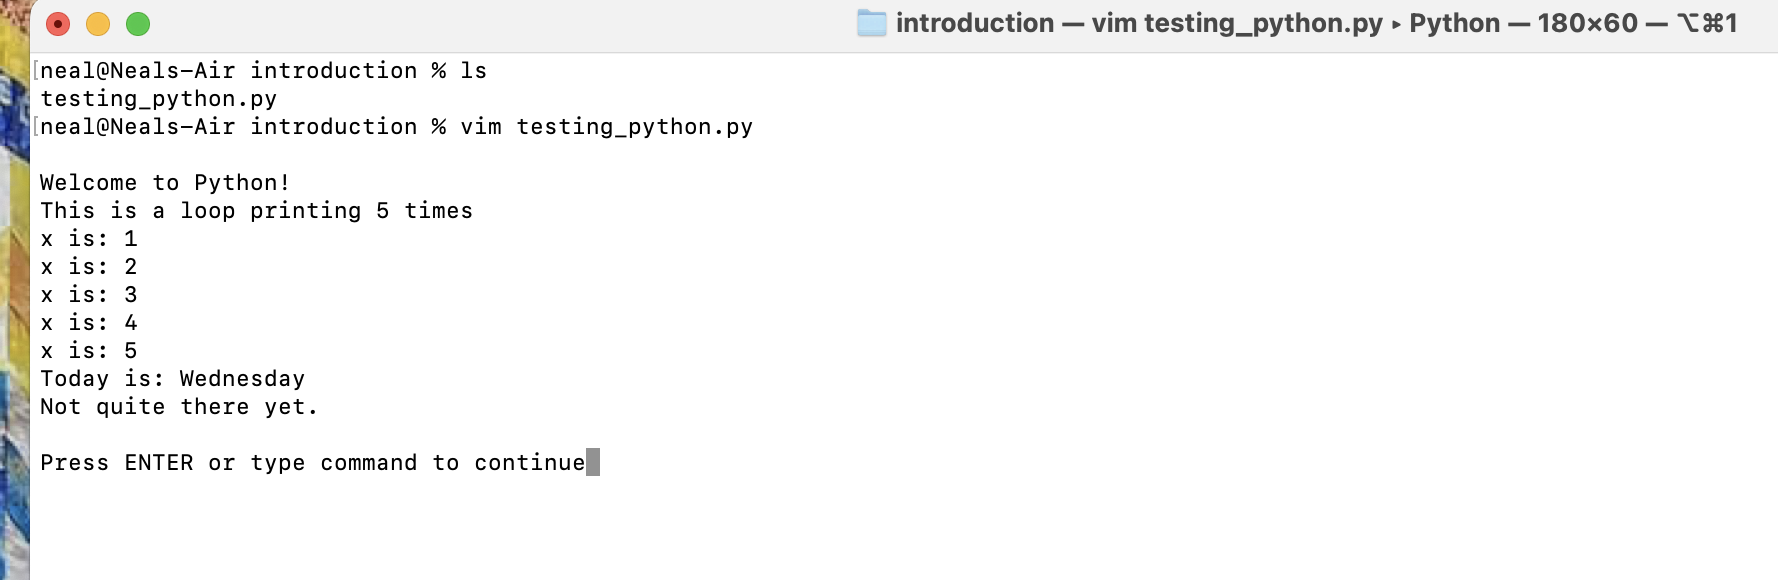 introduction — vim testing_python.py ▸ Python — 180×60 — ⌥⌘1
[neal@Neals-Air introduction % ls
testing_python.py
[neal@Neals-Air introduction % vim testing_python.py
Welcome to Python!
This is a loop printing 5 times
x is: 1
x is: 2
x is: 3
x is: 4
x is: 5
Today is: Wednesday
Not quite there yet.
Press ENTER or type command to continue